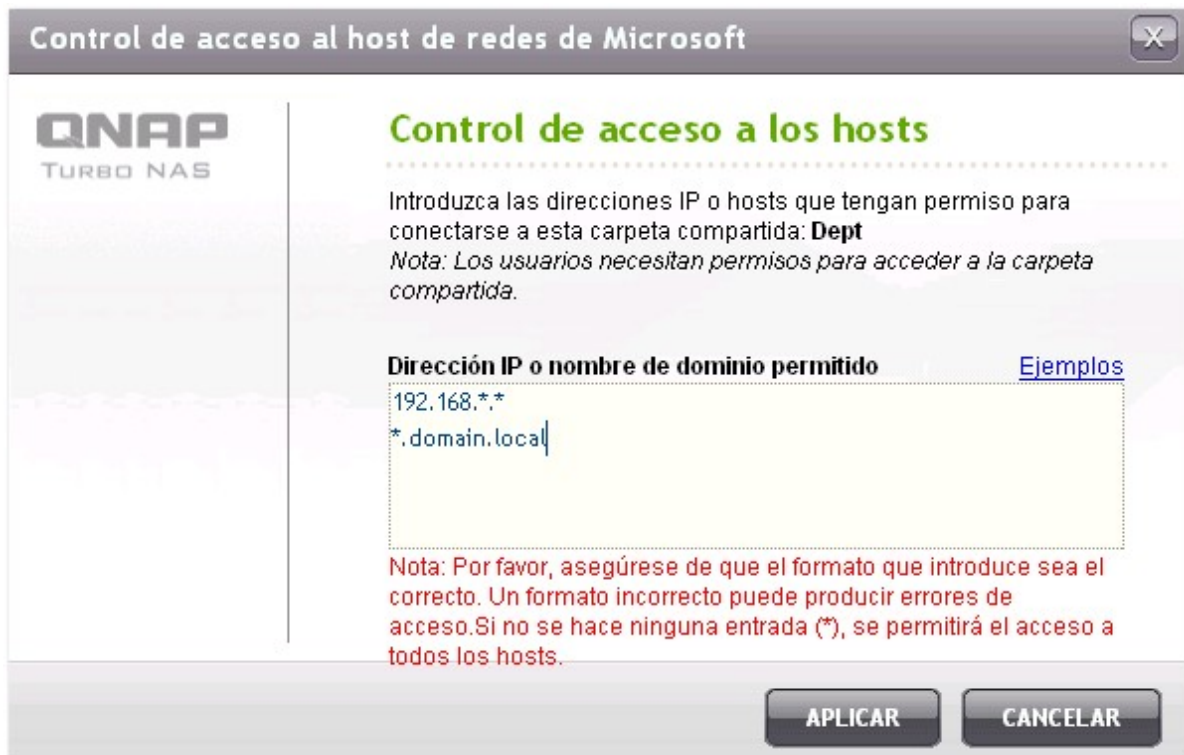 Control de acceso al host de redes de Microsoft
X
QNAP
TURBO NAS
Control de acceso a los hosts
Introduzca las direcciones IP o hosts que tengan permiso para
conectarse a esta carpeta compartida: Dept
Nota: Los usuarios necesitan permisos para acceder a la carpeta
compartida.
Dirección IP o nombre de dominio permitido Ejemplos
192.168.*.*
*.domain.local
Nota: Por favor, asegúrese de que el formato que introduce sea el
correcto. Un formato incorrecto puede producir errores de
acceso.Si no se hace ninguna entrada (*), se permitirá el acceso a
todos los hosts.
APLICAR CANCELAR